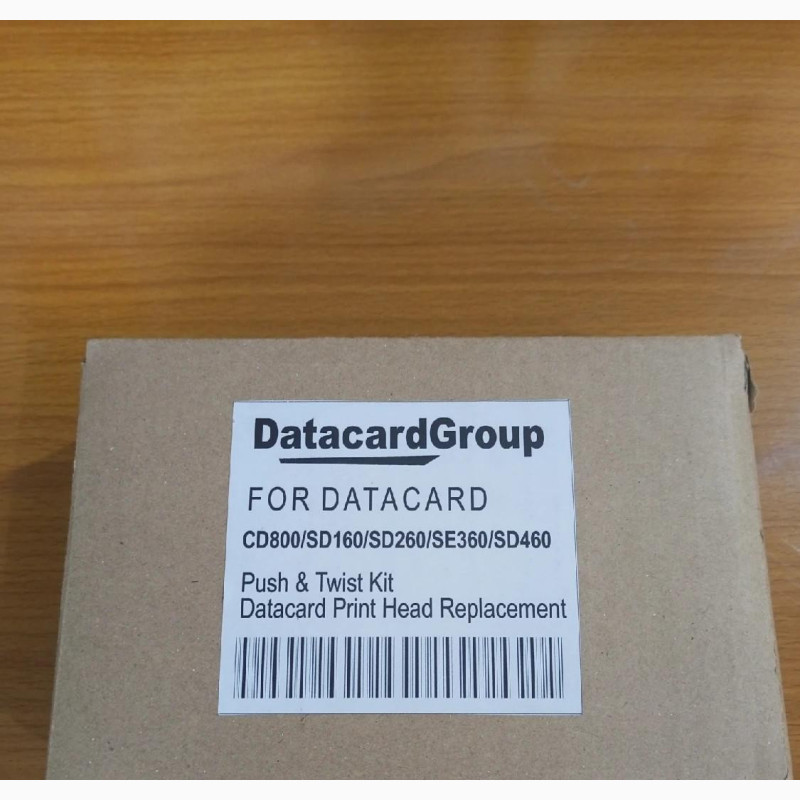 DatacardGroup
FOR DATACARD
CD800/SD160/SD260/SE360/SD460
Push & Twist Kit
Datacard Print Head Replacement